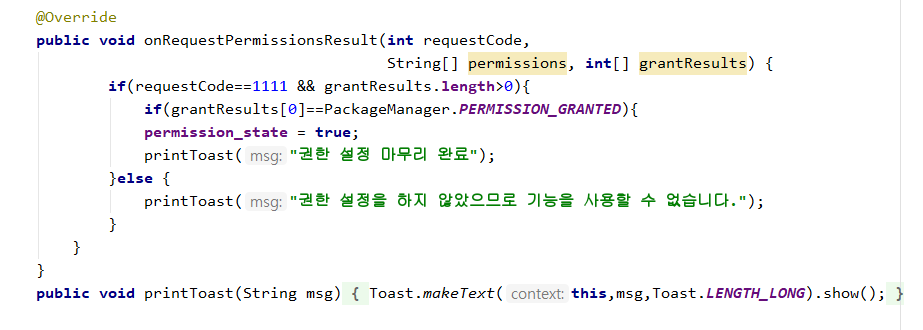 @Override
public void onRequestPermissionsResult(int requestCode,
String[] permissions, int[] grantResults) {
if(requestCode==1111 && grantResults.length>0){
if(grantResults[0]==PackageManager.PERMISSION_GRANTED){
permission_state = true;
printToast( msg: "권한 설정 마무리 완료");
}else {
printToast( msg: "권한 설정을 하지 않았으므로 기능을 사용할 수 없습니다.");
}
}
}
public void printToast(String msg) { Toast.makeText( context: this,msg,Toast.LENGTH_LONG).show(); }